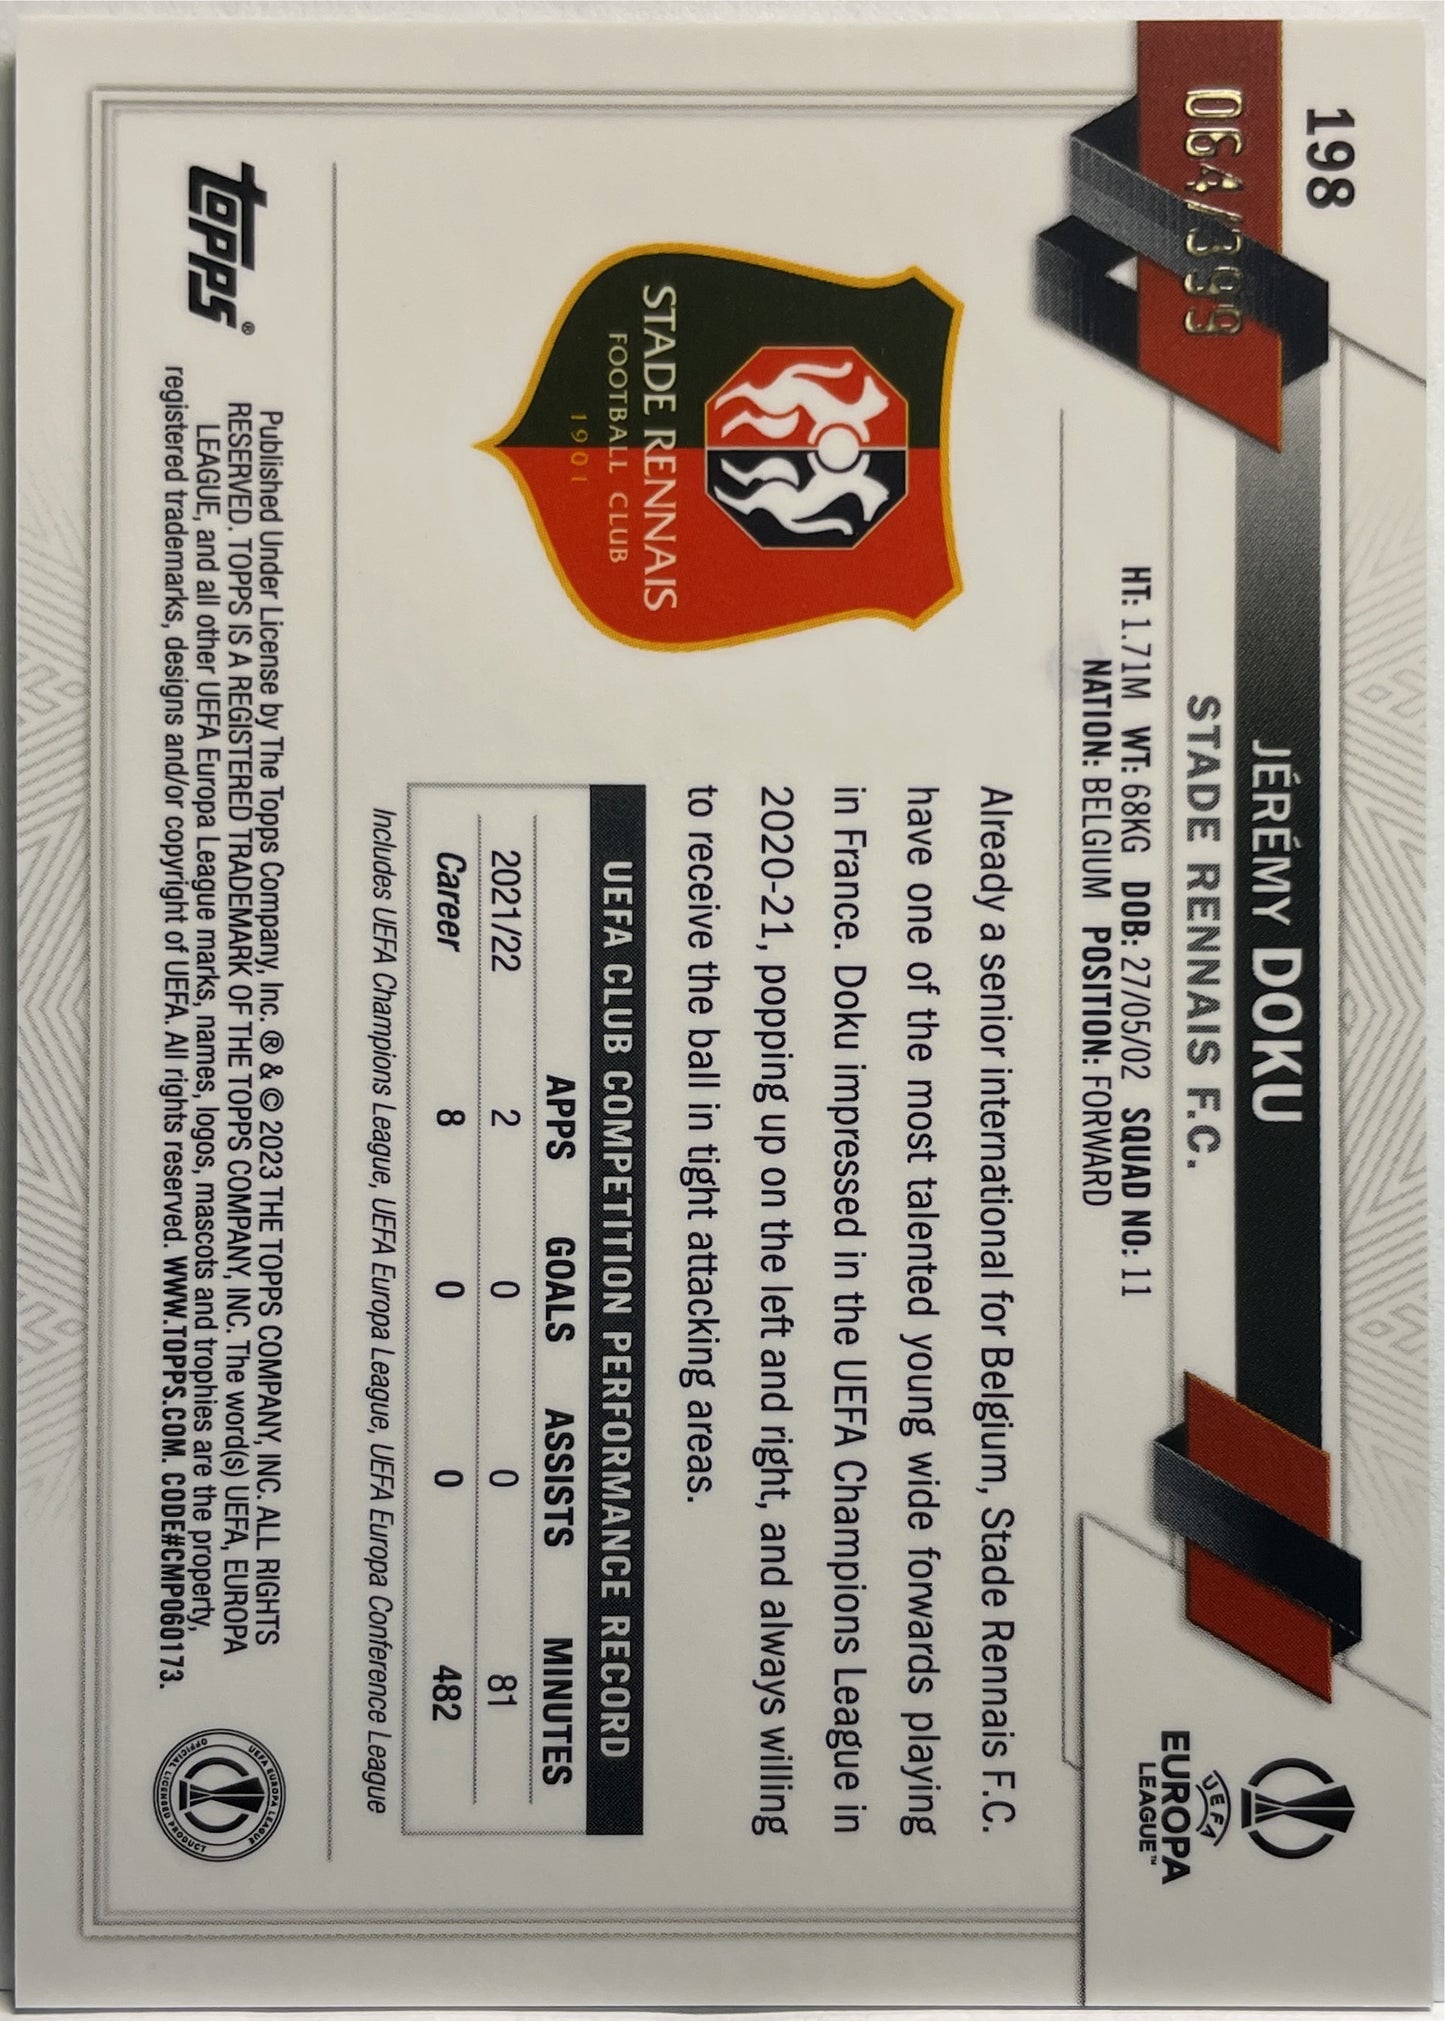 198
064/399
JÉRÉMY DOKU
STADE RENNAIS F.C.
HT: 1.71M WT: 68KG DOB: 27/05/02 SQUAD NO: 11
NATION: BELGIUM POSITION: FORWARD
UEFA
EUROPA
LEAGUE™
STADE RENNAIS
FOOTBALL CLUB
1901
Already a senior international for Belgium, Stade Rennais F.C.
have one of the most talented young wide forwards playing
in France. Doku impressed in the UEFA Champions League in
2020-21, popping up on the left and right, and always willing
to receive the ball in tight attacking areas.
UEFA CLUB COMPETITION PERFORMANCE RECORD
APPS GOALS ASSISTS MINUTES
2021/22 2 0 0 81
Career 8 0 0 482
Includes UEFA Champions League, UEFA Europa League, UEFA Europa Conference League
topps®
Published Under License by The Topps Company, Inc. ® & © 2023 THE TOPPS COMPANY, INC. ALL RIGHTS
RESERVED. TOPPS IS A REGISTERED TRADEMARK OF THE TOPPS COMPANY, INC. The word(s) UEFA, EUROPA
LEAGUE, and all other UEFA Europa League marks, names, logos, mascots and trophies are the property,
registered trademarks, designs and/or copyright of UEFA. All rights reserved. WWW.TOPPS.COM. CODE#CMP060173.
UEFA EUROPA LEAGUE
OFFICIAL LICENSED PRODUCT